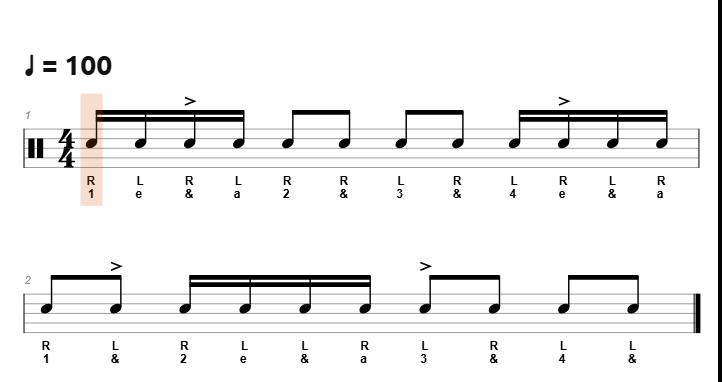 ♩ = 100
1
4
4
R L R L R R L R L R L R
1 e & a 2 & 3 & 4 e & a
2
R L R L L R L R L L
1 & 2 e & a 3 & 4 &